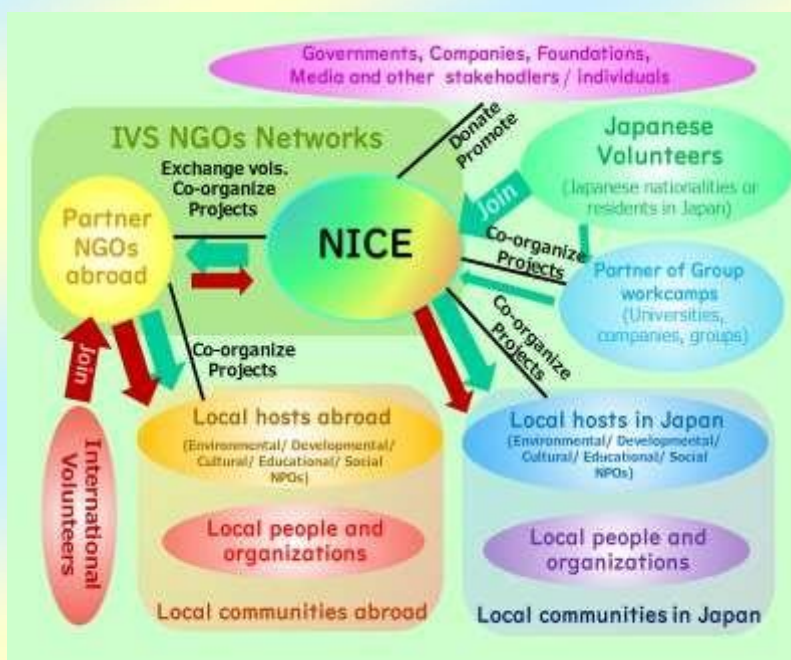 Governments, Companies, Foundations,
Media and other stakehodlers / individuals
IVS NGOs Networks
Donate
Promote
Japanese
Volunteers
(Japanese nationalities or
residents in Japan)
Exchange vols.
Co-organize
Projects
Partner
NGOs
abroad
NICE
Join
Co-organize
Projects
Partner of Group
workcamps
(Universities,
companies, groups)
Co-organize
Projects
Join
Co-organize
Projects
International
Volunteers
Local hosts abroad
(Environmental/ Developmental/
Cultural/ Educational/ Social
NPOs)
Local people and
organizations
Local communities abroad
Local hosts in Japan
(Environmental/ Developmental/
Cultural/ Educational/ Social
NPOs)
Local people and
organizations
Local communities in Japan